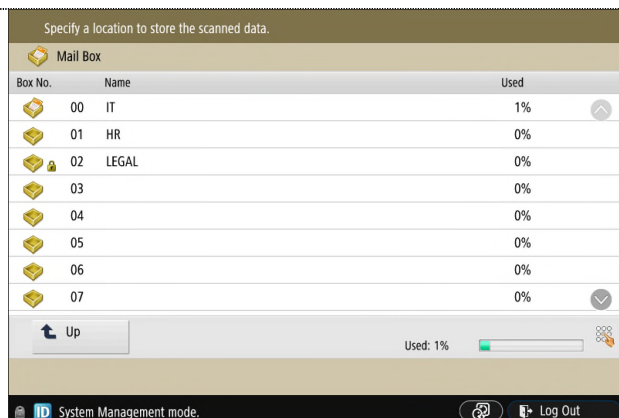 Specify a location to store the scanned data.
Mail Box
Box No. Name Used
00 IT 1%
01 HR 0%
02 LEGAL 0%
03 0%
04 0%
05 0%
06 0%
07 0%
Up
Used: 1%
ID System Management mode. Log Out